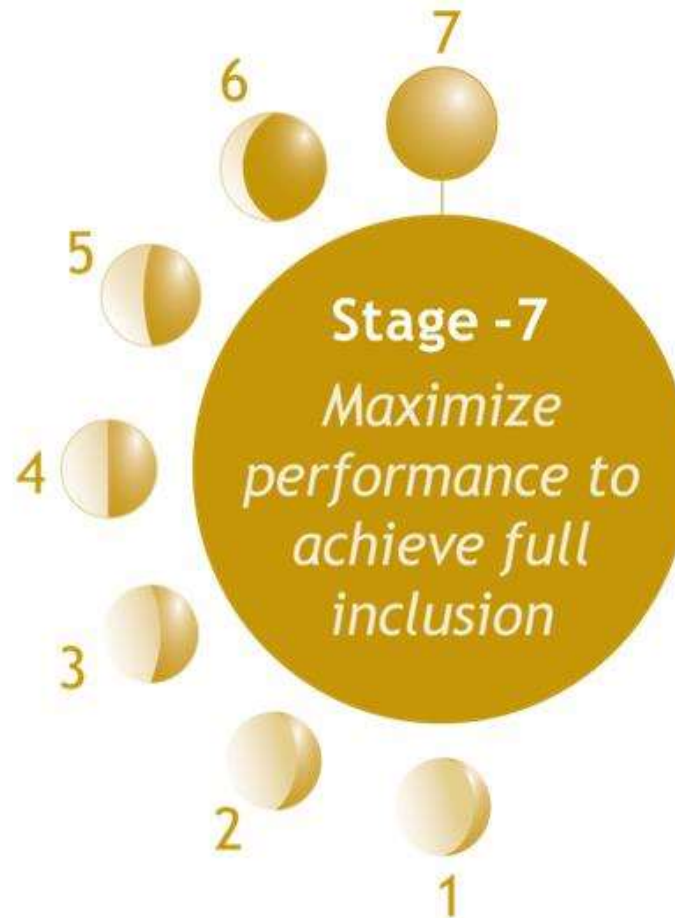 7
6
5
Stage -7
Maximize
performance to
achieve full
inclusion
4
3
2
1